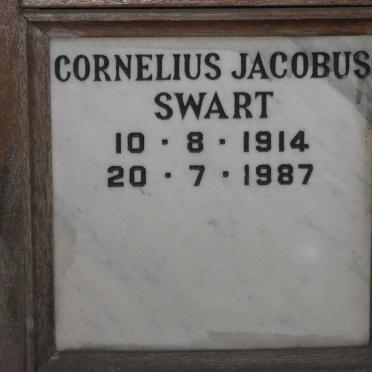 CORNELIUS JACOBUS
SWART
10 · 8 · 1914
20 · 7 · 1987